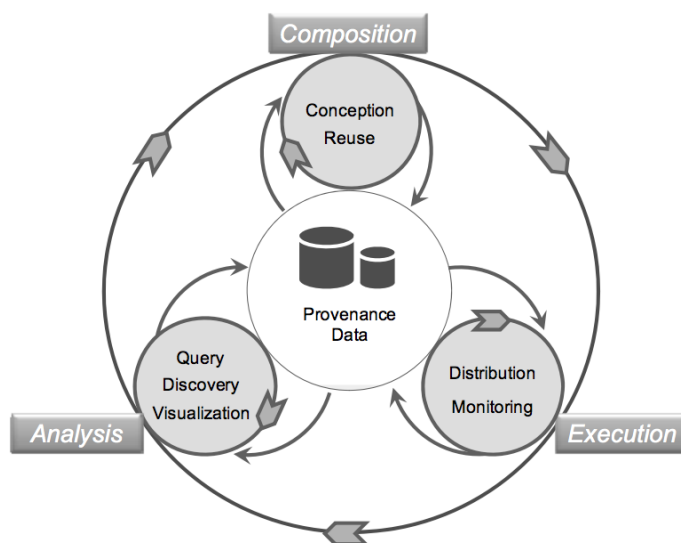 Composition
Conception
Reuse
Provenance
Data
Query
Discovery
Visualization
Distribution
Monitoring
Analysis
Execution